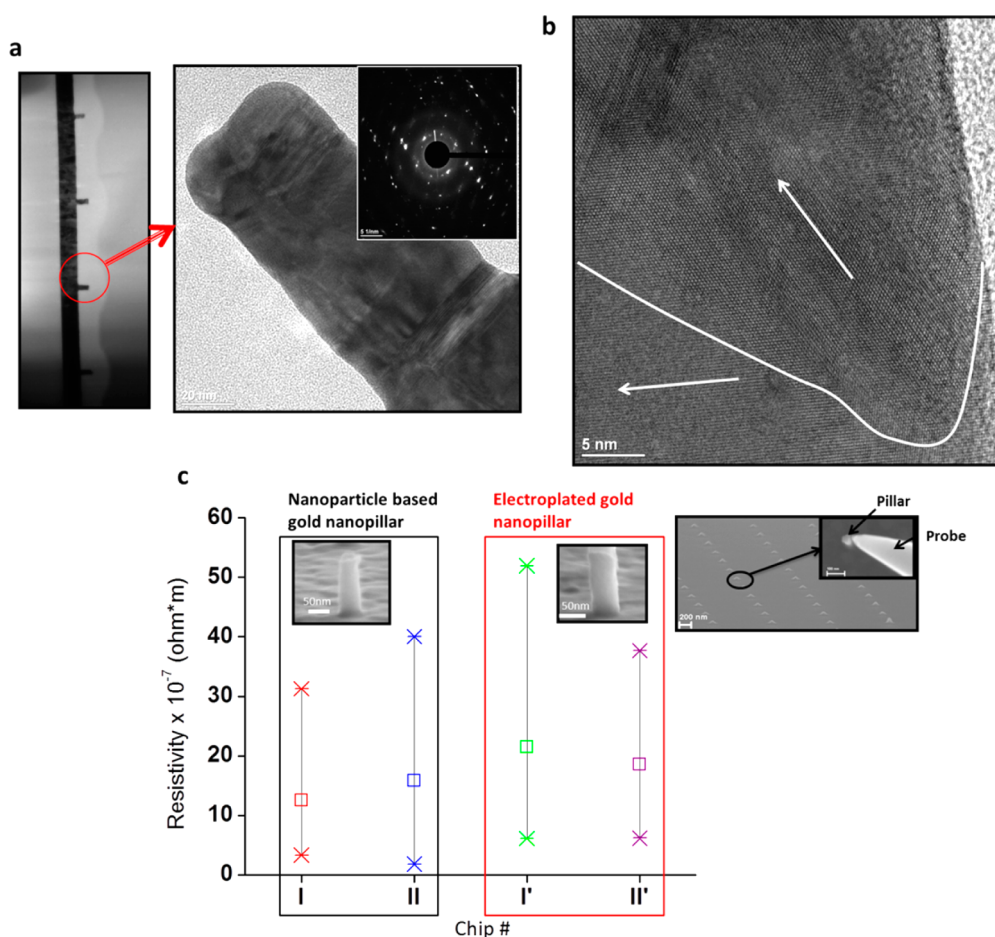 a
20 nm
5 1/nm
b
5 nm
c
Nanoparticle based
gold nanopillar
Electroplated gold
nanopillar
Pillar
Probe
200 nm
50nm
50nm
60
50
40
30
20
10
0
Resistivity x 10-7 (ohm*m)
I
II
I'
II'
Chip #